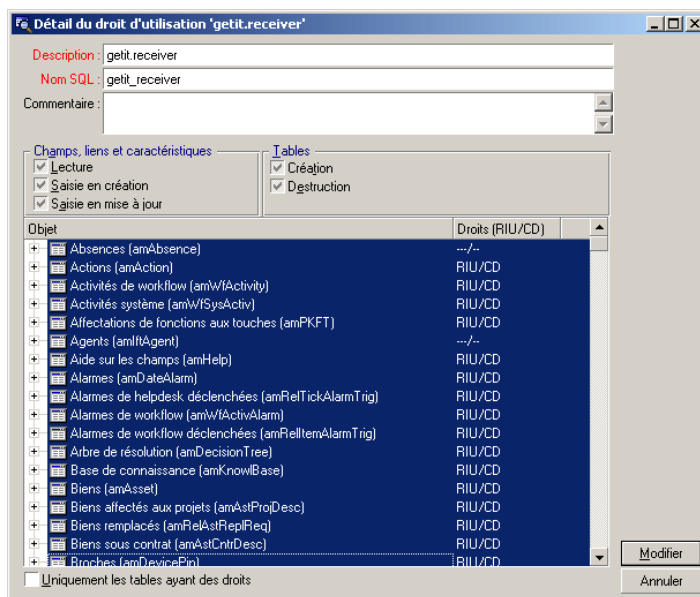 Détail du droit d'utilisation 'getit.receiver'
Description : getit.receiver
Nom SQL : getit_receiver
Commentaire :
Champs, liens et caractéristiques
Tables
Lecture
Création
Saisie en création
Destruction
Saisie en mise à jour
Objet Droits (RIU/CD)
Absences (amAbsence) ---/--
Actions (amAction) RIU/CD
Activités de workflow (amWfActivity) RIU/CD
Activités système (amWfSysActiv) RIU/CD
Affectations de fonctions aux touches (amPKFT) RIU/CD
Agents (amIftAgent) ---/--
Aide sur les champs (amHelp) RIU/CD
Alarmes (amDateAlarm) RIU/CD
Alarmes de helpdesk déclenchées (amRelTickAlarmTrig) RIU/CD
Alarmes de workflow (amWfActivAlarm) RIU/CD
Alarmes de workflow déclenchées (amRelItemAlarmTrig) RIU/CD
Arbre de résolution (amDecisionTree) RIU/CD
Base de connaissance (amKnowlBase) RIU/CD
Biens (amAsset) RIU/CD
Biens affectés aux projets (amAstProjDesc) RIU/CD
Biens remplacés (amRelAstReplReq) RIU/CD
Biens sous contrat (amAstCntrDesc) RIU/CD
Broches (amDevicePin) RIU/CD
Modifier
Uniquement les tables ayant des droits
Annuler